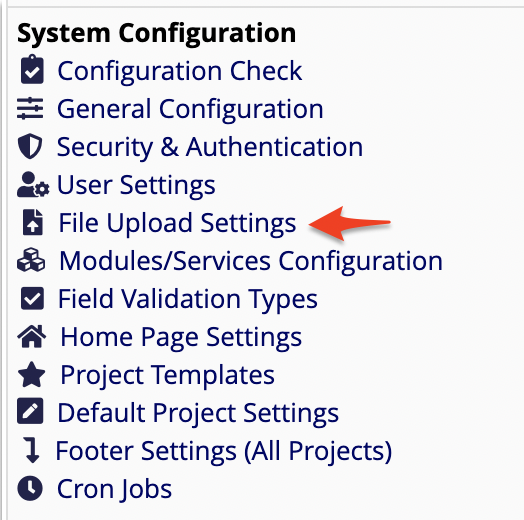 System Configuration
Configuration Check
General Configuration
Security & Authentication
User Settings
File Upload Settings
Modules/Services Configuration
Field Validation Types
Home Page Settings
Project Templates
Default Project Settings
Footer Settings (All Projects)
Cron Jobs